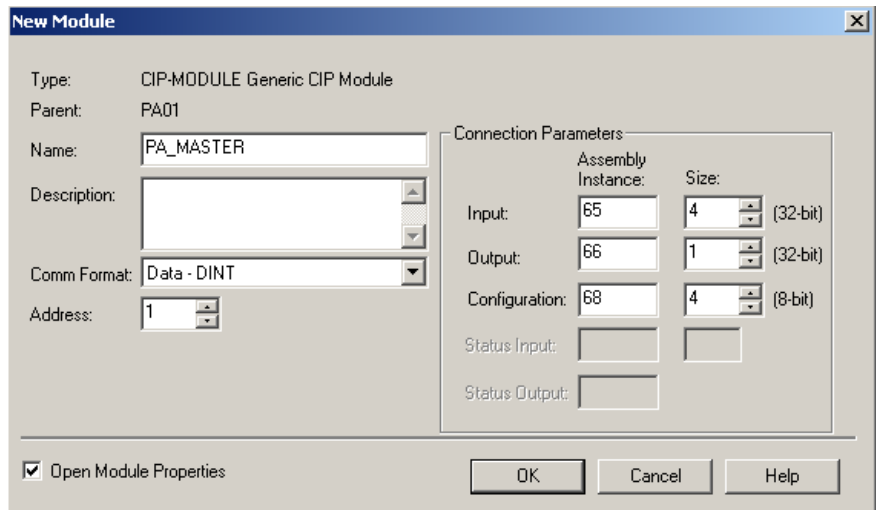 New Module
Type: CIP-MODULE Generic CIP Module
Parent: PA01
Name: PA_MASTER
Description:
Comm Format: Data - DINT
Address: 1
Connection Parameters
Assembly
Instance: Size:
Input: 65 4 (32-bit)
Output: 66 1 (32-bit)
Configuration: 68 4 (8-bit)
Status Input:
Status Output:
Open Module Properties
OK Cancel Help